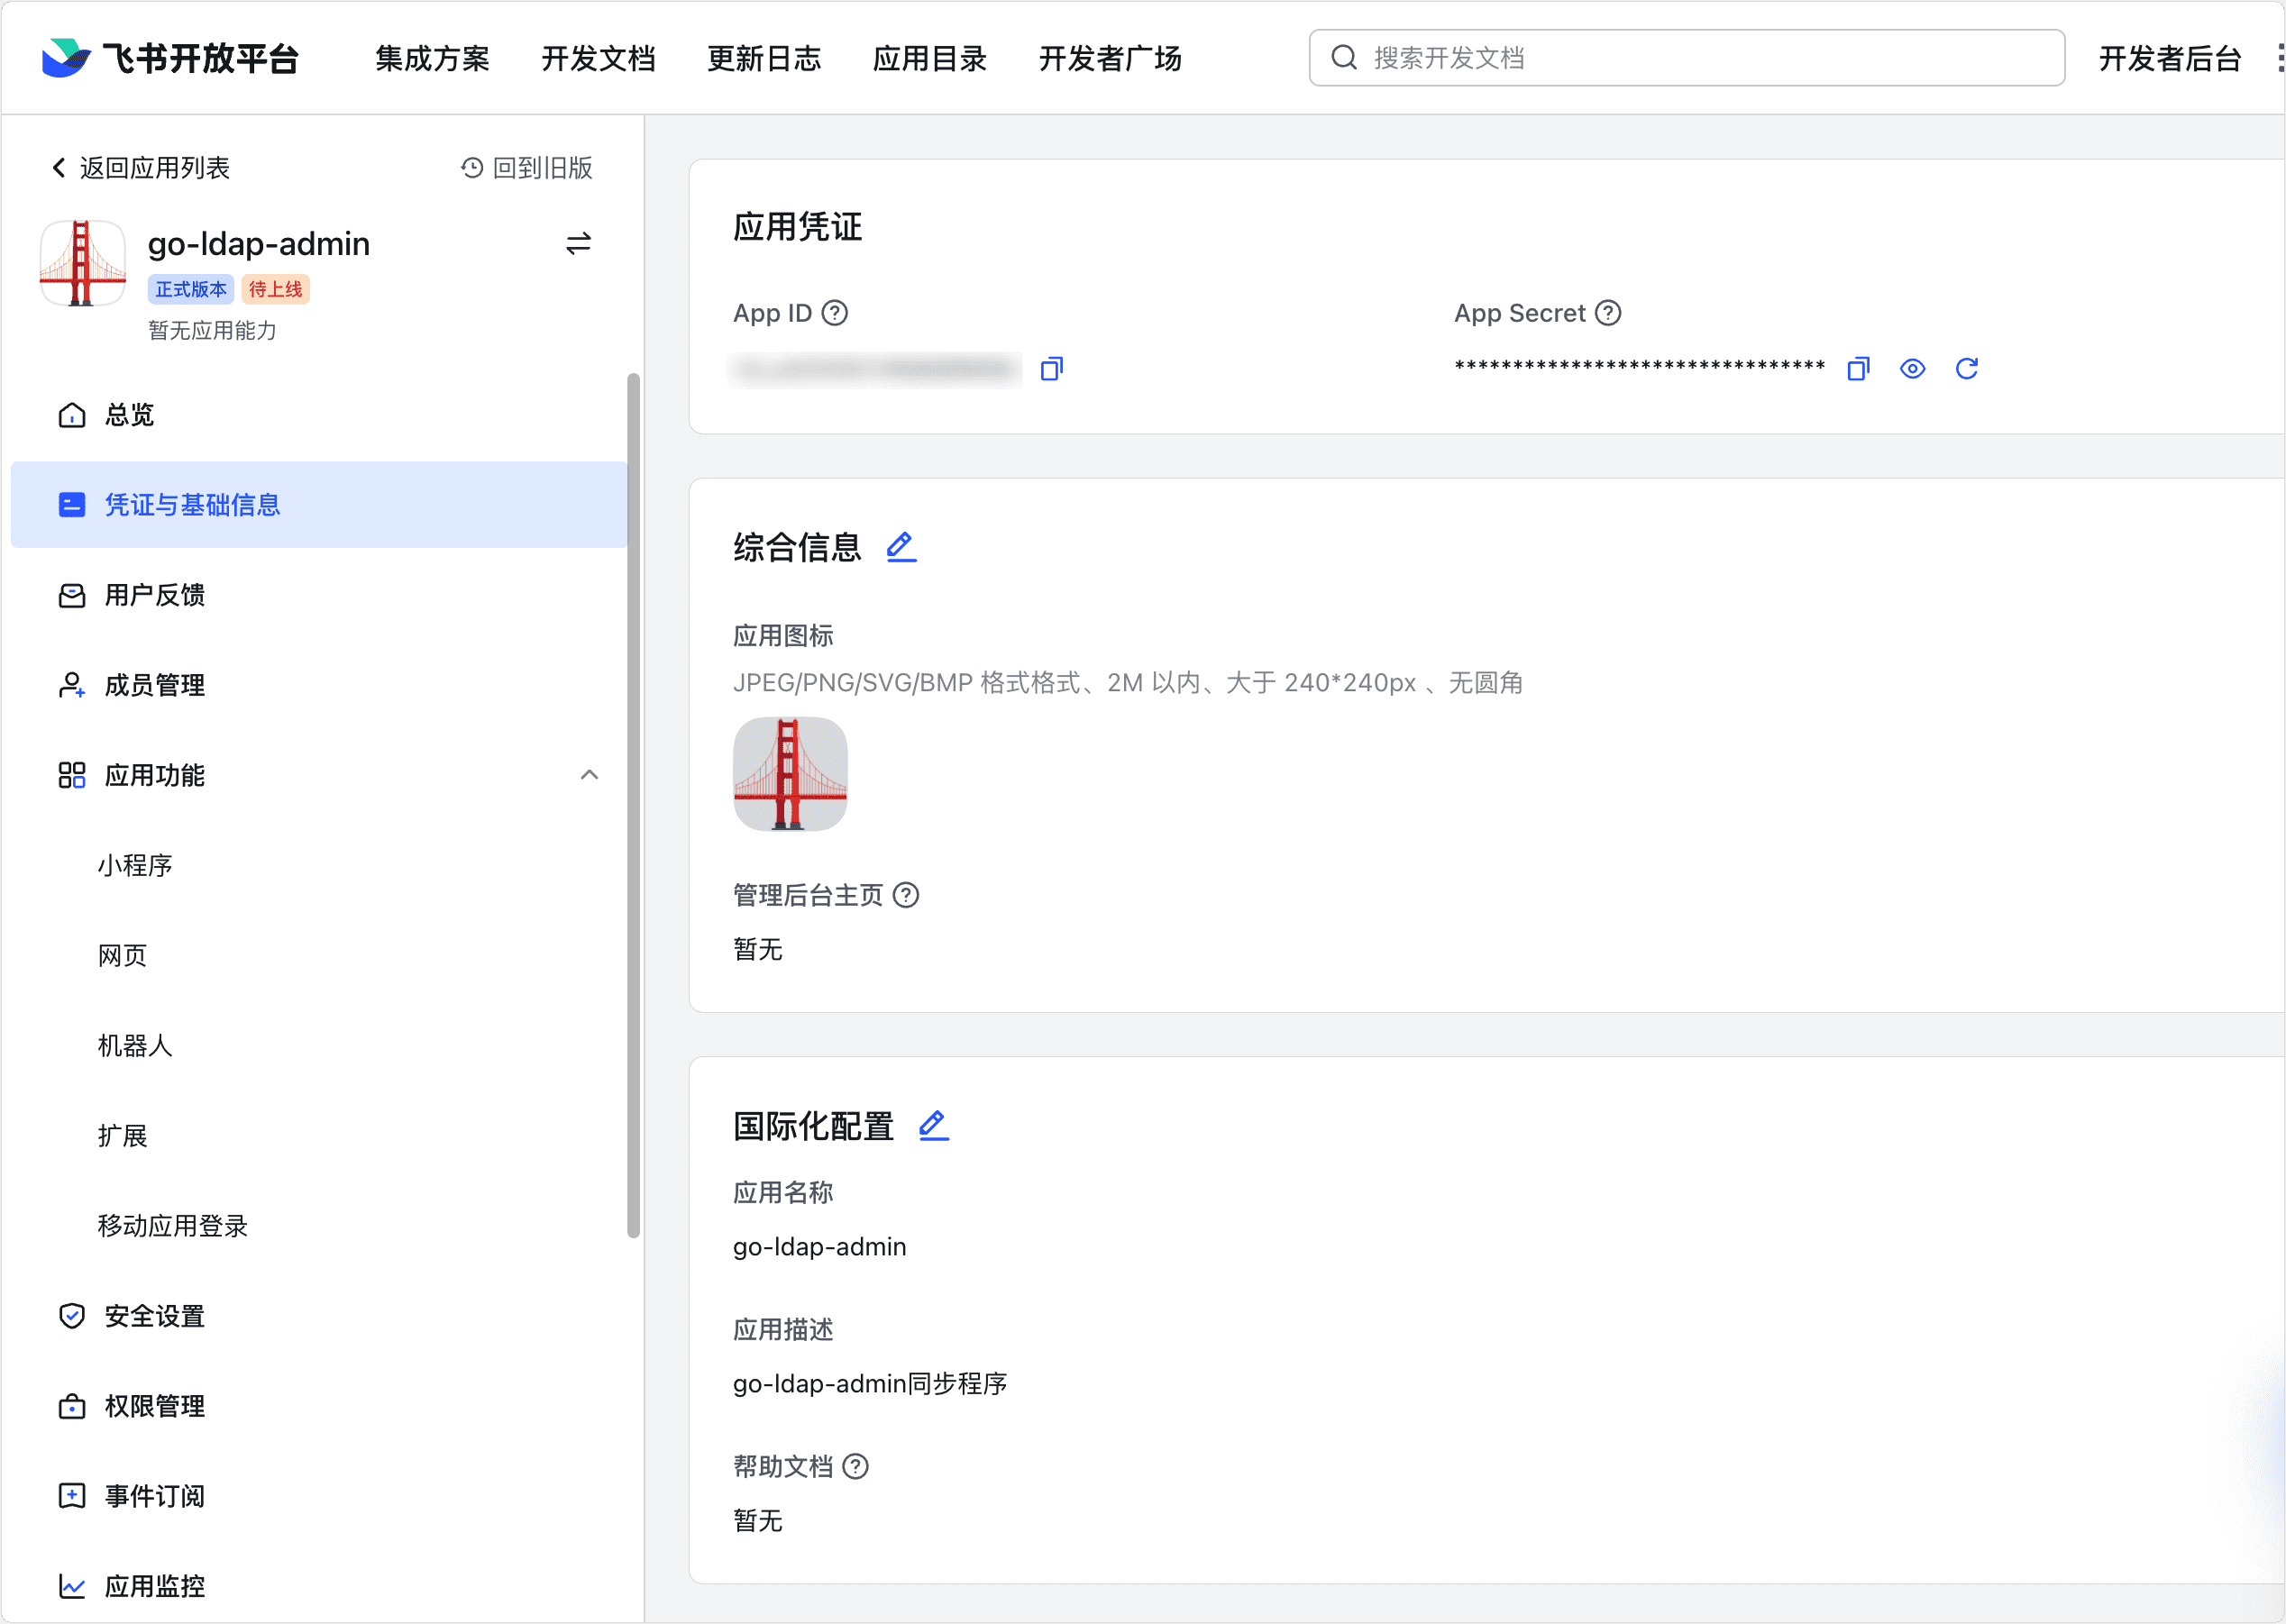 飞书开放平台 集成方案 开发文档 更新日志 应用目录 开发者广场 搜索开发文档 开发者后台
返回应用列表 回到旧版
go-ldap-admin
正式版本 待上线
暂无应用能力
总览
凭证与基础信息
用户反馈
成员管理
应用功能
小程序
网页
机器人
扩展
移动应用登录
安全设置
权限管理
事件订阅
应用监控
应用凭证
App ID
App Secret
********************************
综合信息
应用图标
JPEG/PNG/SVG/BMP 格式格式、2M 以内、大于 240*240px 、无圆角
管理后台主页
暂无
国际化配置
应用名称
go-ldap-admin
应用描述
go-ldap-admin同步程序
帮助文档
暂无